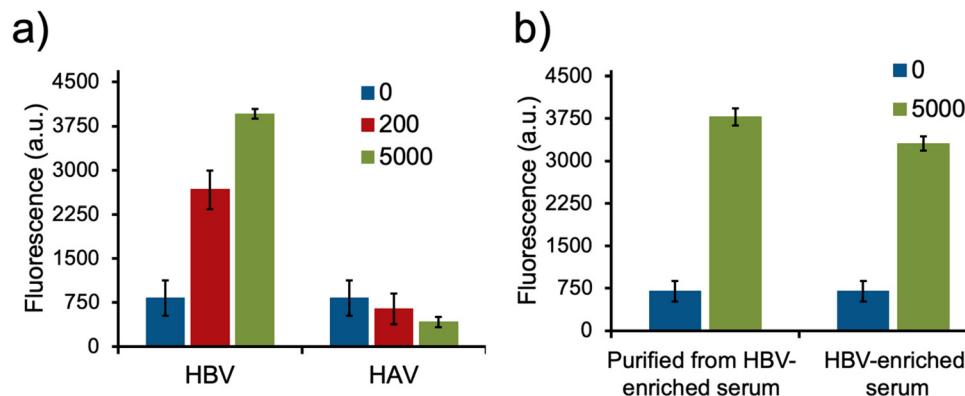 a)
Fluorescence (a.u.)
4500
3750
3000
2250
1500
750
0
0
200
5000
HBV
HAV
b)
Fluorescence (a.u.)
4500
3750
3000
2250
1500
750
0
0
5000
Purified from HBV-
enriched serum
HBV-enriched
serum